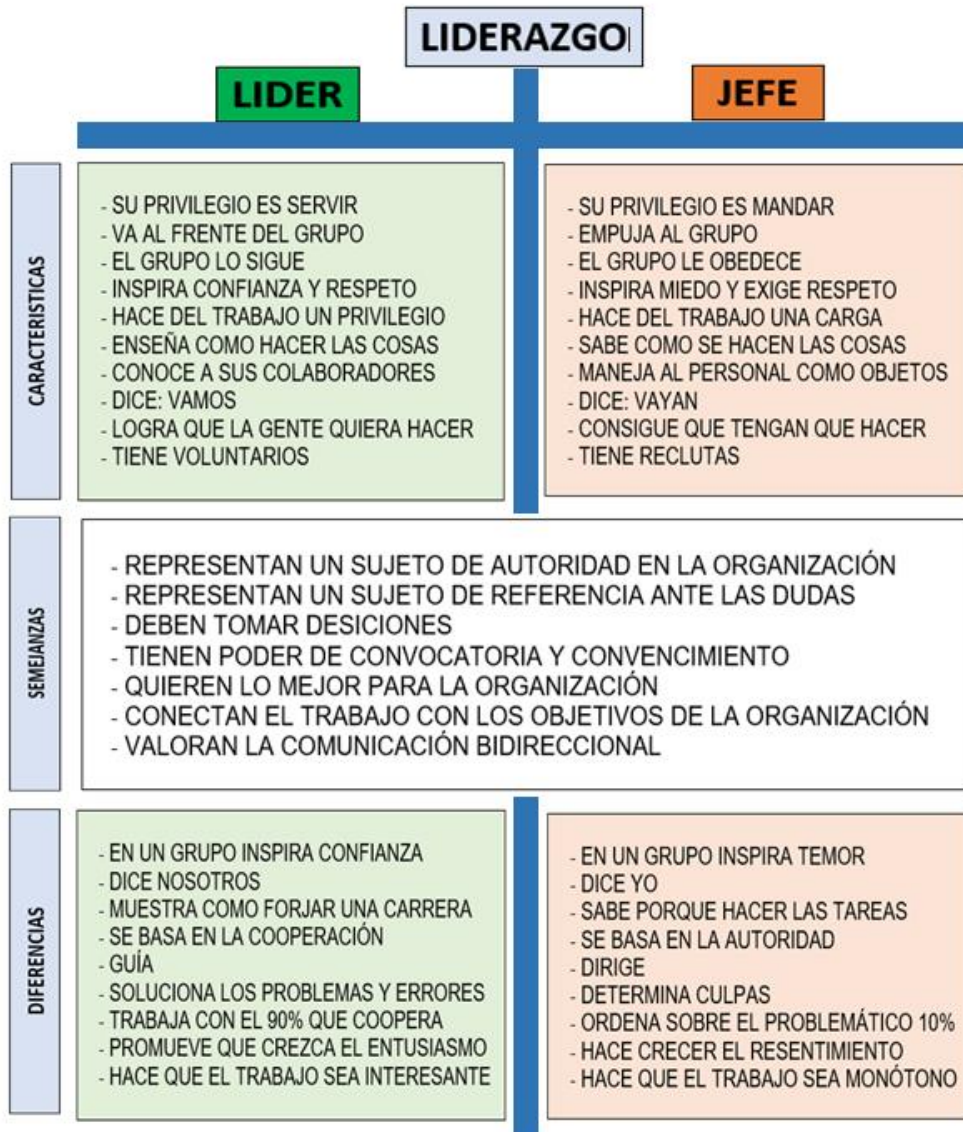 LIDERAZGO
LIDER
JEFE
CARACTERISTICAS
- SU PRIVILEGIO ES SERVIR
- VA AL FRENTE DEL GRUPO
- EL GRUPO LO SIGUE
- INSPIRA CONFIANZA Y RESPETO
- HACE DEL TRABAJO UN PRIVILEGIO
- ENSEÑA COMO HACER LAS COSAS
- CONOCE A SUS COLABORADORES
- DICE: VAMOS
- LOGRA QUE LA GENTE QUIERA HACER
- TIENE VOLUNTARIOS
- SU PRIVILEGIO ES MANDAR
- EMPUJA AL GRUPO
- EL GRUPO LE OBEDECE
- INSPIRA MIEDO Y EXIGE RESPETO
- HACE DEL TRABAJO UNA CARGA
- SABE COMO SE HACEN LAS COSAS
- MANEJA AL PERSONAL COMO OBJETOS
- DICE: VAYAN
- CONSIGUE QUE TENGAN QUE HACER
- TIENE RECLUTAS
SEMEJANZAS
- REPRESENTAN UN SUJETO DE AUTORIDAD EN LA ORGANIZACIÓN
- REPRESENTAN UN SUJETO DE REFERENCIA ANTE LAS DUDAS
- DEBEN TOMAR DESICIONES
- TIENEN PODER DE CONVOCATORIA Y CONVENCIMIENTO
- QUIEREN LO MEJOR PARA LA ORGANIZACIÓN
- CONECTAN EL TRABAJO CON LOS OBJETIVOS DE LA ORGANIZACIÓN
- VALORAN LA COMUNICACIÓN BIDIRECCIONAL
DIFERENCIAS
- EN UN GRUPO INSPIRA CONFIANZA
- DICE NOSOTROS
- MUESTRA COMO FORJAR UNA CARRERA
- SE BASA EN LA COOPERACIÓN
- GUÍA
- SOLUCIONA LOS PROBLEMAS Y ERRORES
- TRABAJA CON EL 90% QUE COOPERA
- PROMUEVE QUE CREZCA EL ENTUSIASMO
- HACE QUE EL TRABAJO SEA INTERESANTE
- EN UN GRUPO INSPIRA TEMOR
- DICE YO
- SABE PORQUE HACER LAS TAREAS
- SE BASA EN LA AUTORIDAD
- DIRIGE
- DETERMINA CULPAS
- ORDENA SOBRE EL PROBLEMÁTICO 10%
- HACE CRECER EL RESENTIMIENTO
- HACE QUE EL TRABAJO SEA MONÓTONO